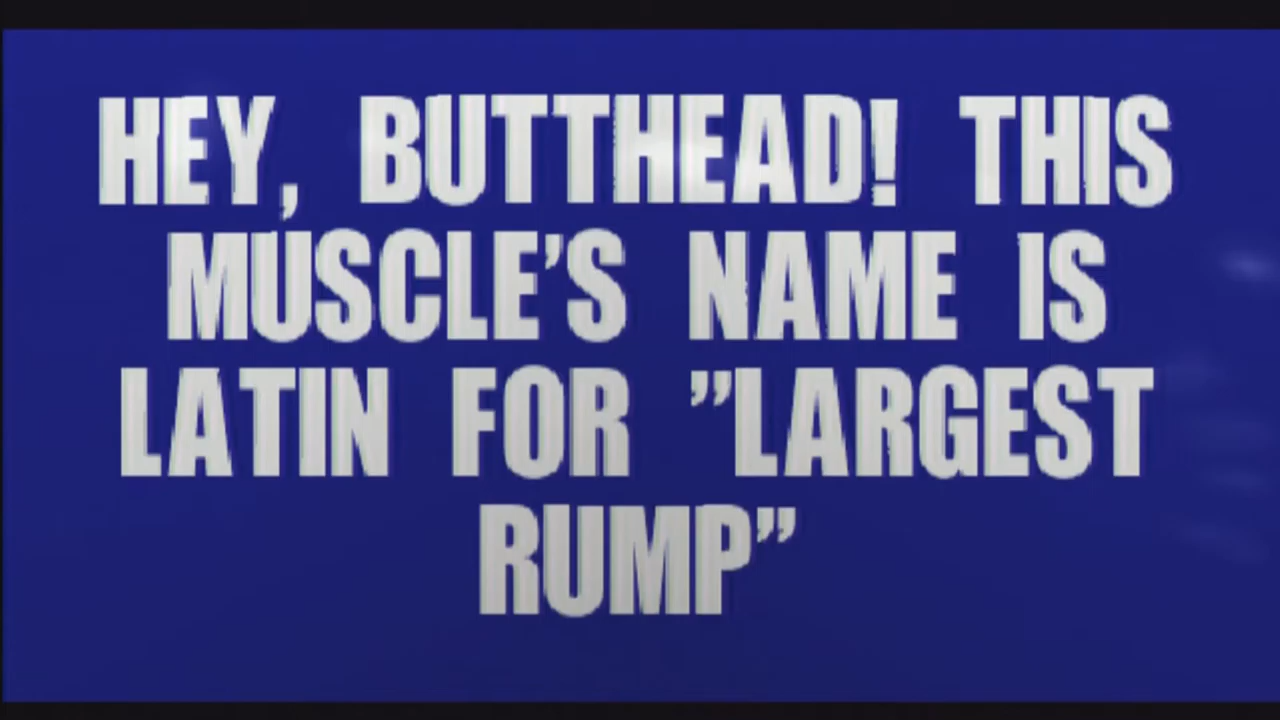 HEY, BUTTHEAD! THIS
MUSCLE'S NAME IS
LATIN FOR "LARGEST
RUMP"